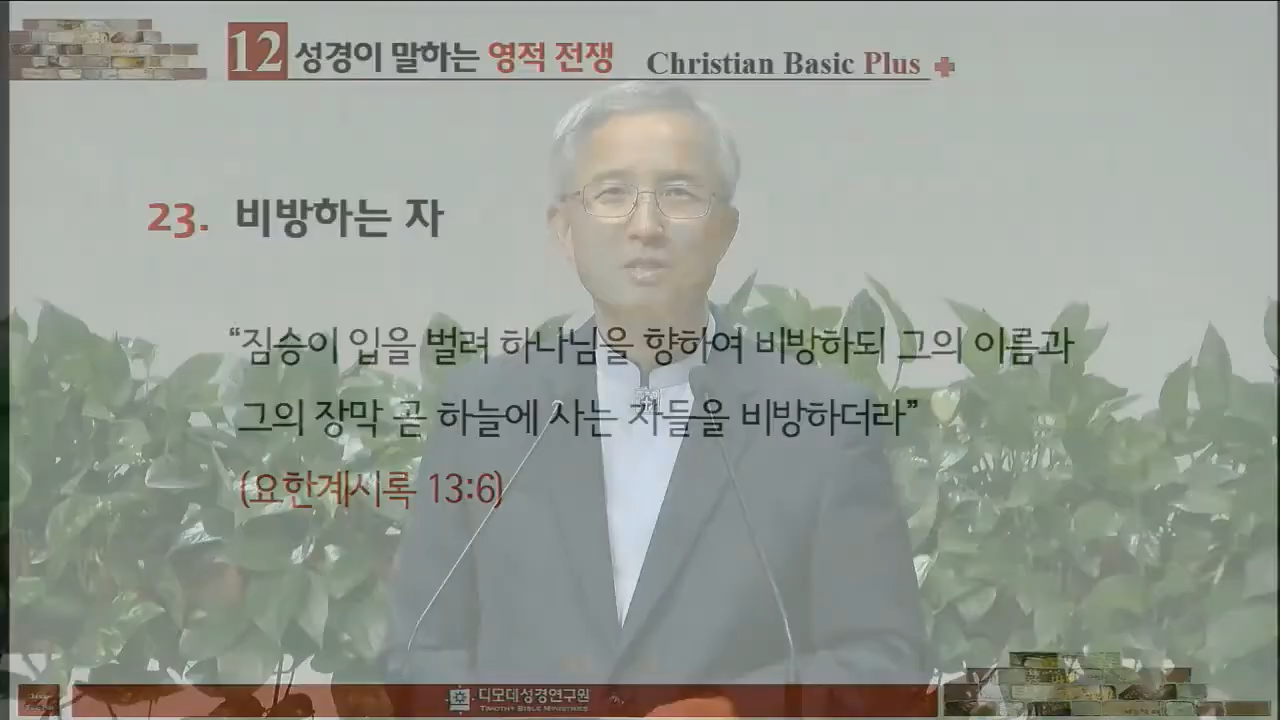 12 성경이 말하는 영적 전쟁 Christian Basic Plus
23. 비방하는 자
“짐승이 입을 벌려 하나님을 향하여 비방하되 그의 이름과
그의 장막 곧 하늘에 사는 자들을 비방하더라”
(요한계시록 13:6)
디모데성경연구원
TIMOTHY BIBLE MINISTRIES